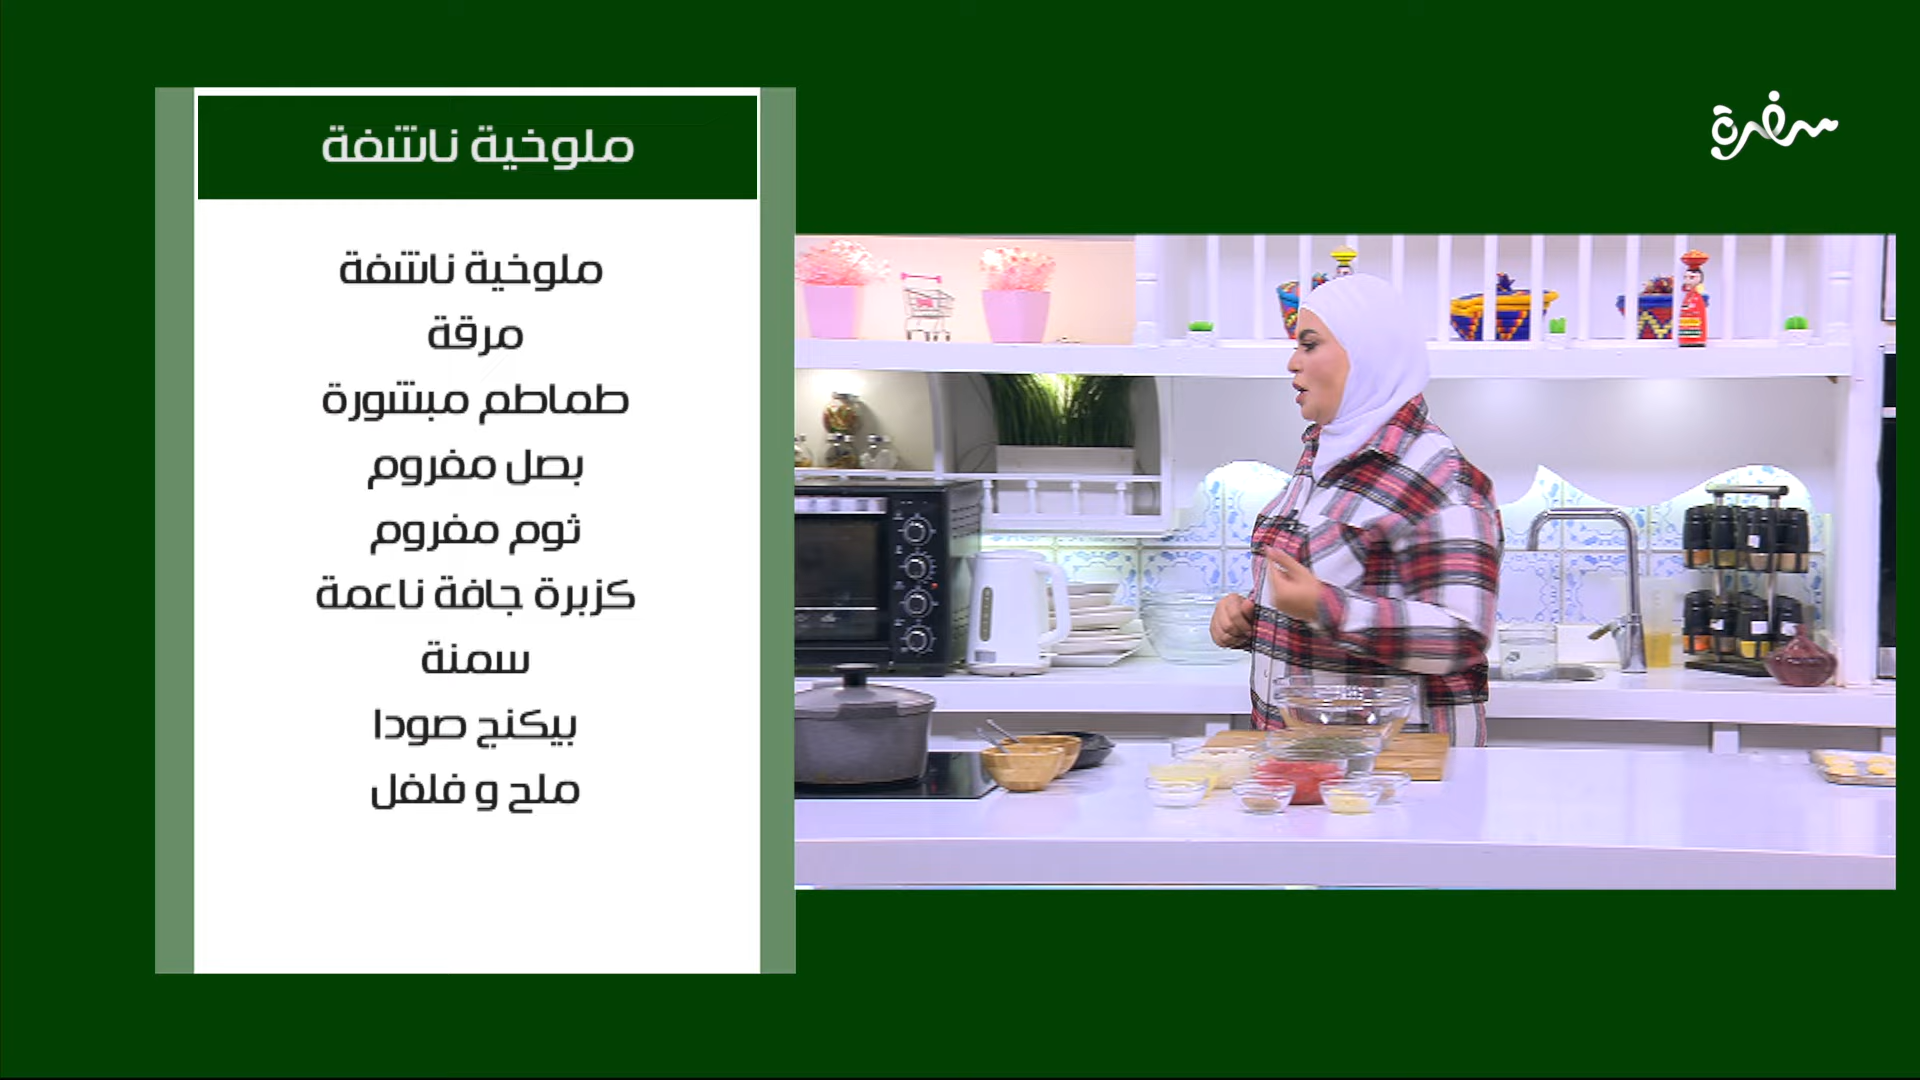 سفرة
ملوخية ناشفة
ملوخية ناشفة
مرقة
طماطم مبشورة
بصل مفروم
ثوم مفروم
كزبرة جافة ناعمة
سمنة
بيكنج صودا
ملح و فلفل